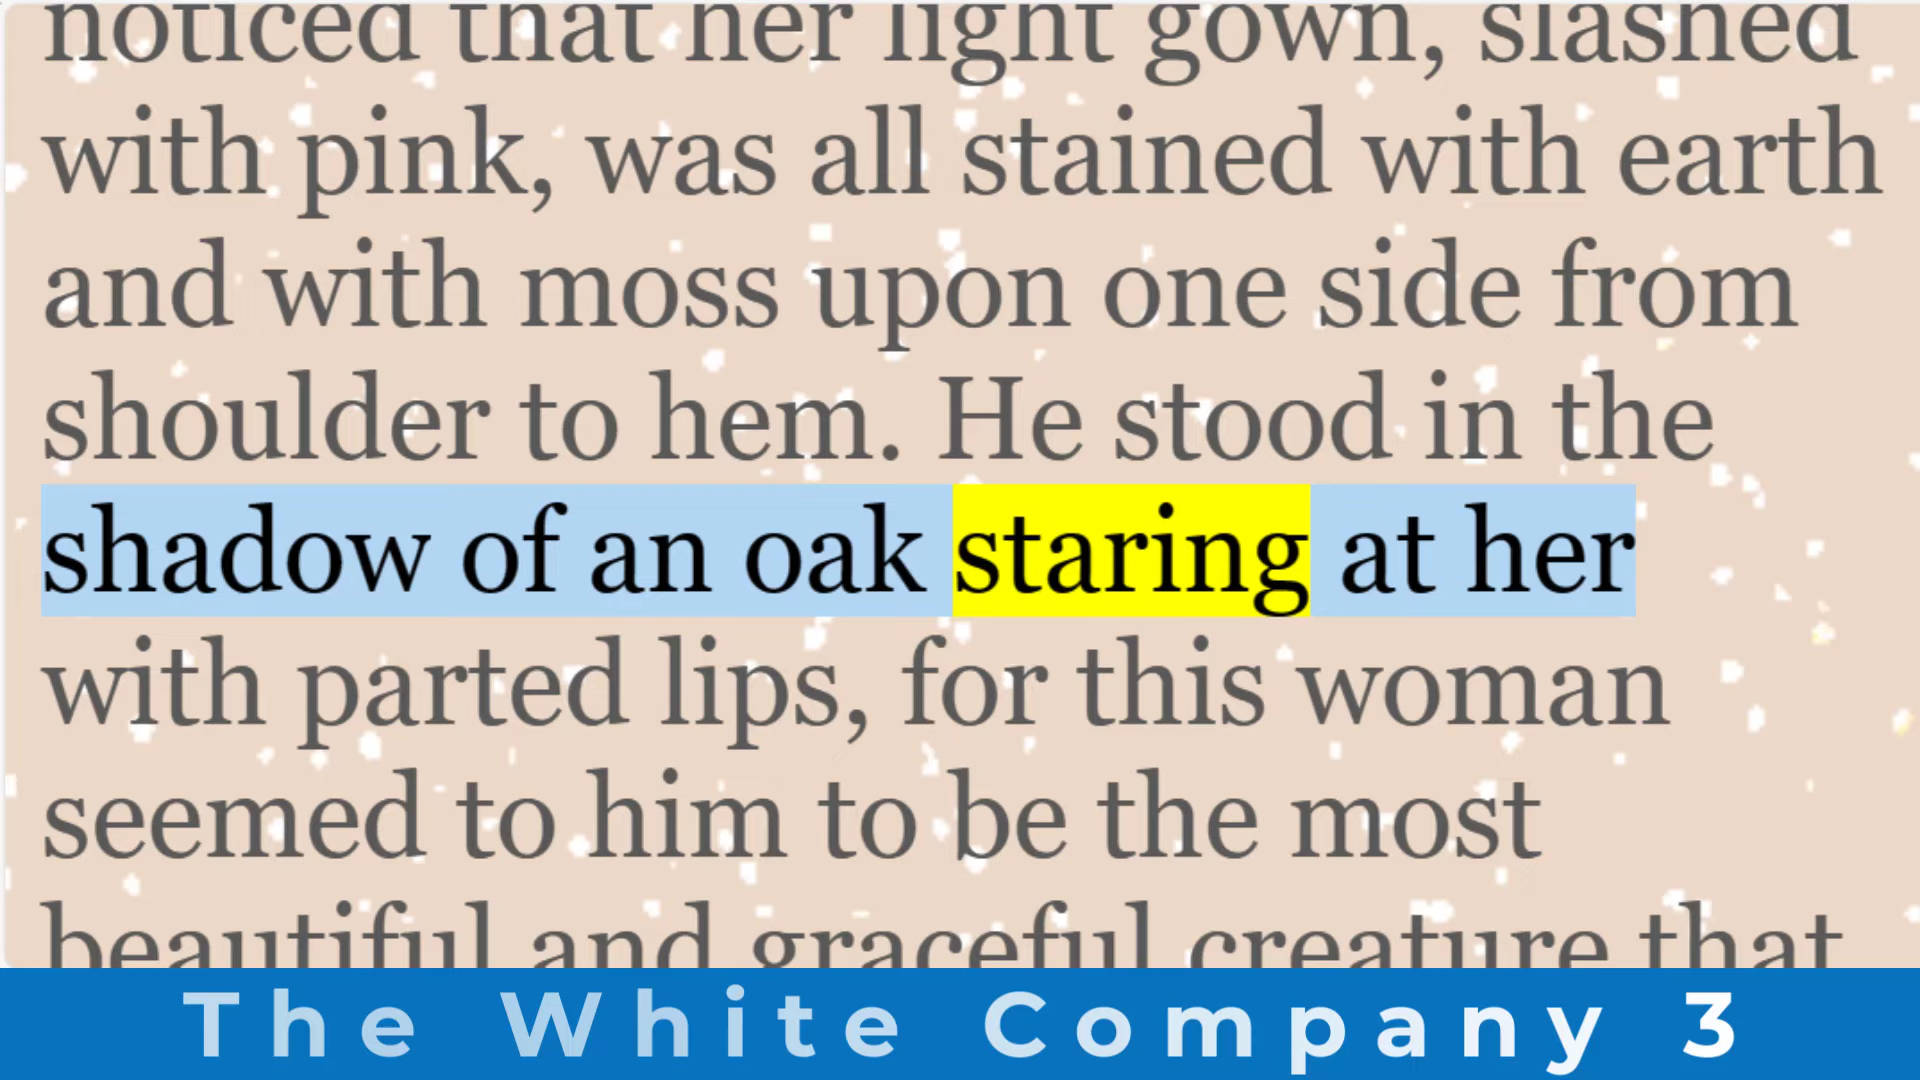 noticed that her light gown, slashed
with pink, was all stained with earth
and with moss upon one side from
shoulder to hem. He stood in the
shadow of an oak staring at her
with parted lips, for this woman
seemed to him to be the most
beautiful and graceful creature that
The White Company 3